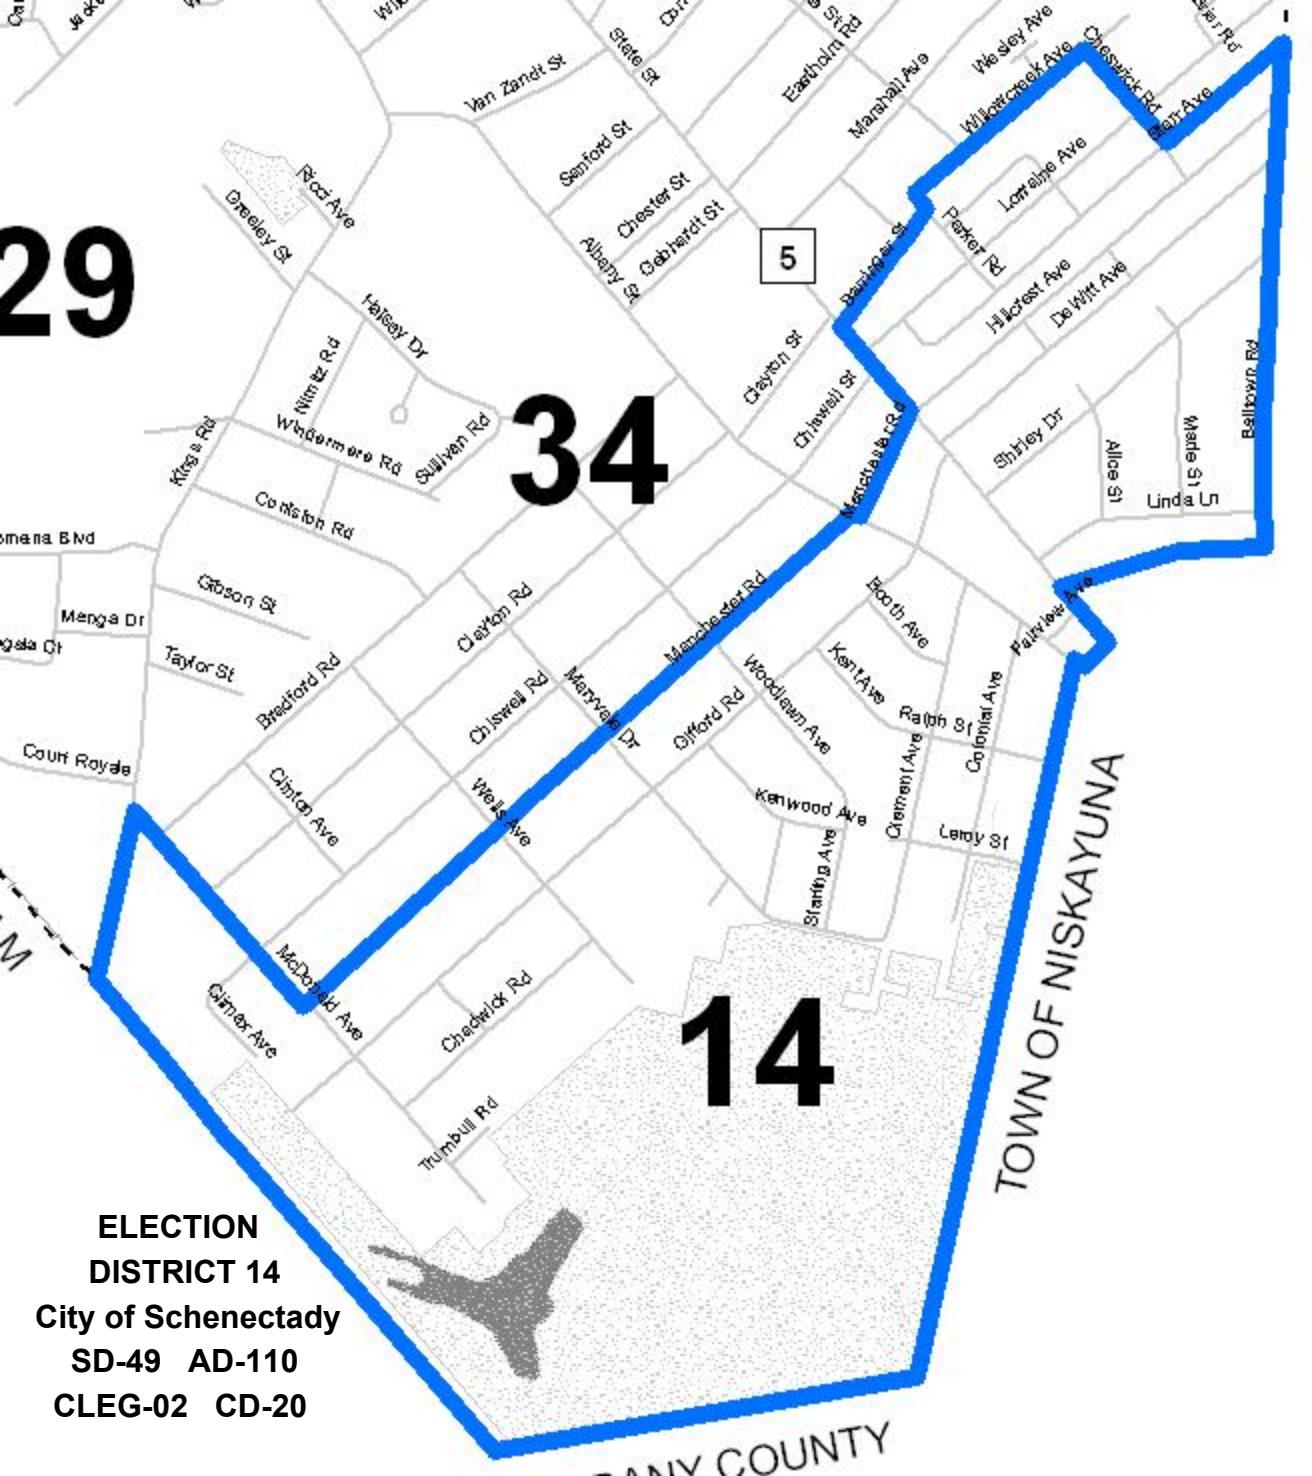 State St
Eastholm Rd
Wesley Ave
Van Zandt St
Marshall Ave
Willowcreek Ave
Cheswick Rd
Glen Ave
Sanford St
Lorraine Ave
Ricci Ave
Greeley St
Chester St
Gebhardt St
Albany St
5
Barringer St
Parker Rd
29
Halsey Dr
Hillcrest Ave
DeWitt Ave
Nimitz Rd
Clayton St
Chiswell St
Balltown Rd
34
Kings Rd
Windermere Rd
Sullivan Rd
Manchester Rd
Shirley Dr
Alice St
Marie St
Linda Ln
Coniston Rd
Gibson St
Clayton Rd
Manchester Rd
Booth Ave
Fairview Ave
Menga Dr
Taylor St
Bradford Rd
Chiswell Rd
Maryvale Dr
Gifford Rd
Woodlawn Ave
Kent Ave
Ralph St
Colonial Ave
Court Royale
Clinton Ave
Wells Ave
Kenwood Ave
Clement Ave
Leroy St
Starling Ave
TOWN OF NISKAYUNA
McDonald Ave
Climax Ave
Chadwick Rd
14
Trumbull Rd
ELECTION
DISTRICT 14
City of Schenectady
SD-49 AD-110
CLEG-02 CD-20
COUNTY